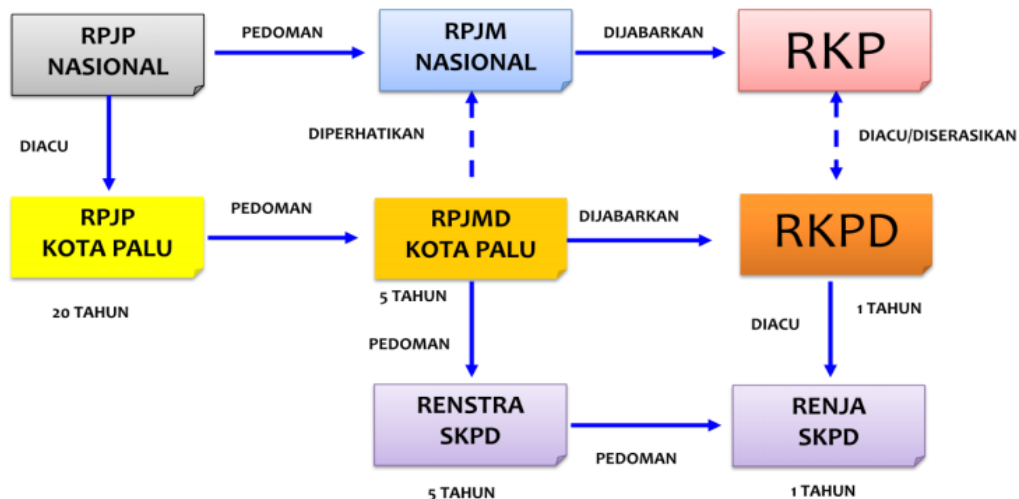 RPJP
NASIONAL
PEDOMAN
RPJM
NASIONAL
DIJABARKAN
RKP
DIACU
DIPERHATIKAN
DIACU/DISERASIKAN
RPJP
KOTA PALU
PEDOMAN
RPJMD
KOTA PALU
DIJABARKAN
RKPD
20 TAHUN
5 TAHUN
1 TAHUN
PEDOMAN
DIACU
RENSTRA
SKPD
PEDOMAN
RENJA
SKPD
5 TAHUN
1 TAHUN